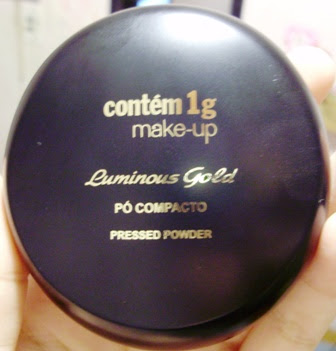 contém 1g
make-up
Luminous Gold
PÓ COMPACTO
PRESSED POWDER